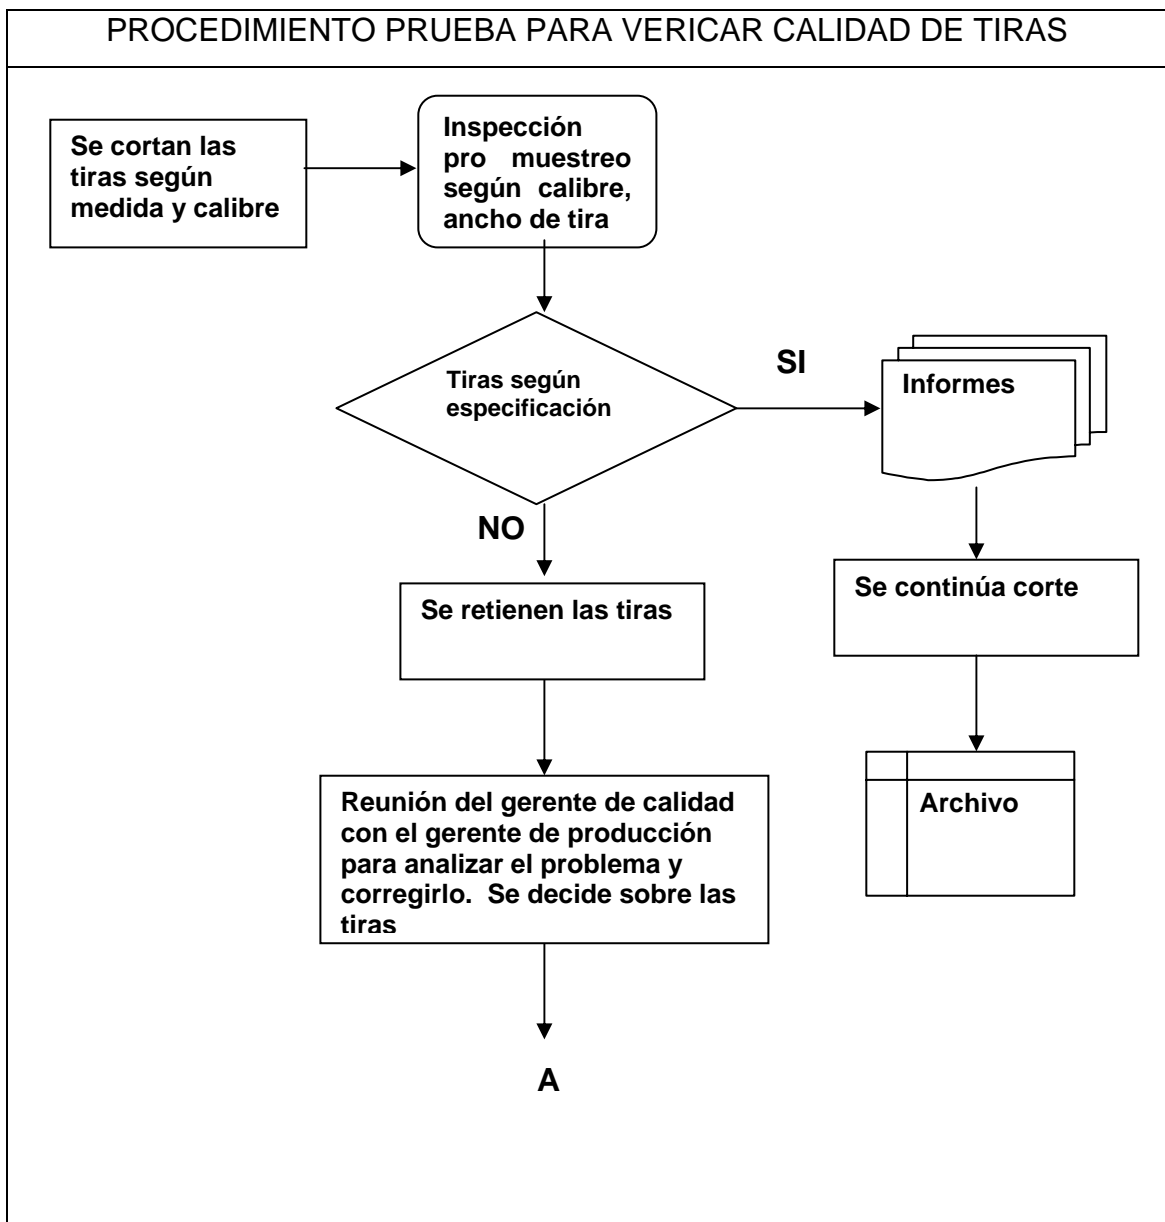 PROCEDIMIENTO PRUEBA PARA VERICAR CALIDAD DE TIRAS
Se cortan las
tiras según
medida y calibre
Inspección
pro muestreo
según calibre,
ancho de tira
Tiras según
especificación
SI
Informes
NO
Se retienen las tiras
Se continúa corte
Reunión del gerente de calidad
con el gerente de producción
para analizar el problema y
corregirlo. Se decide sobre las
tiras
Archivo
A